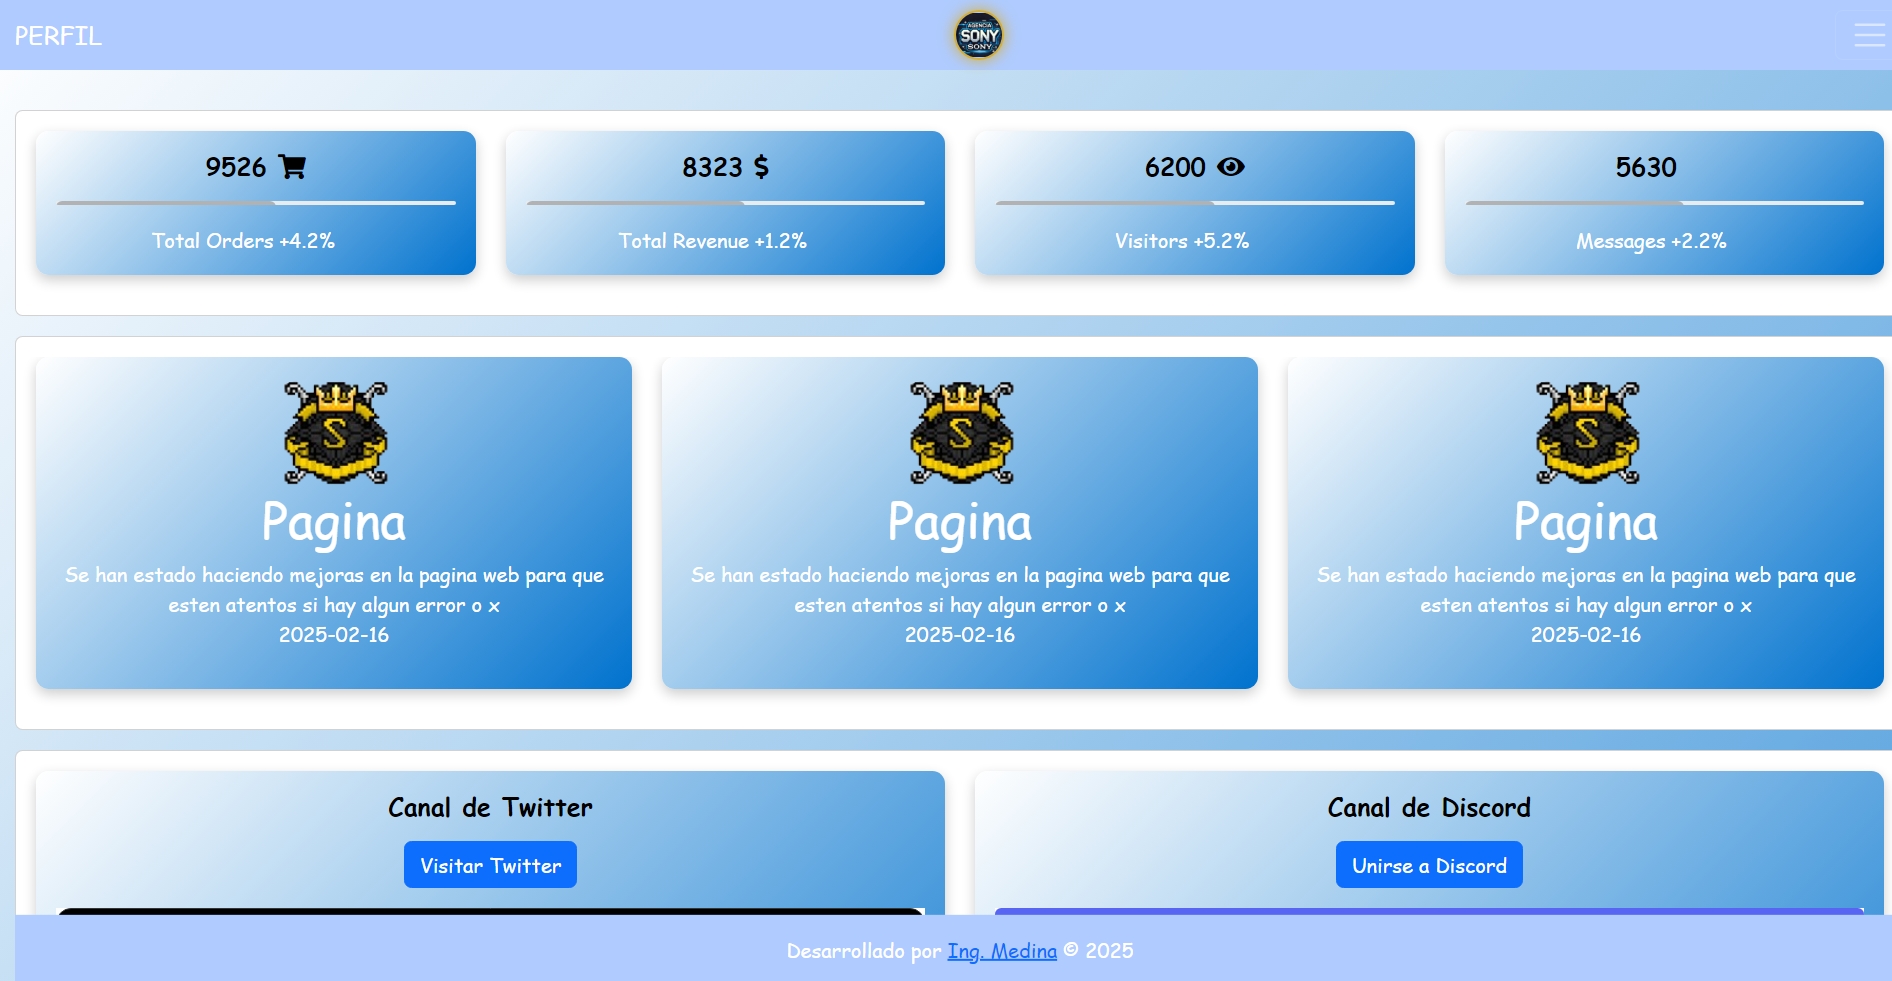 PERFIL
AGENCIA
SONY
SONY
9526
8323 $
6200
5630
Total Orders +4.2%
Total Revenue +1.2%
Visitors +5.2%
Messages +2.2%
S
Pagina
Se han estado haciendo mejoras en la pagina web para que
esten atentos si hay algun error o x
2025-02-16
S
Pagina
Se han estado haciendo mejoras en la pagina web para que
esten atentos si hay algun error o x
2025-02-16
S
Pagina
Se han estado haciendo mejoras en la pagina web para que
esten atentos si hay algun error o x
2025-02-16
Canal de Twitter
Visitar Twitter
Canal de Discord
Unirse a Discord
Desarrollado por Ing. Medina © 2025